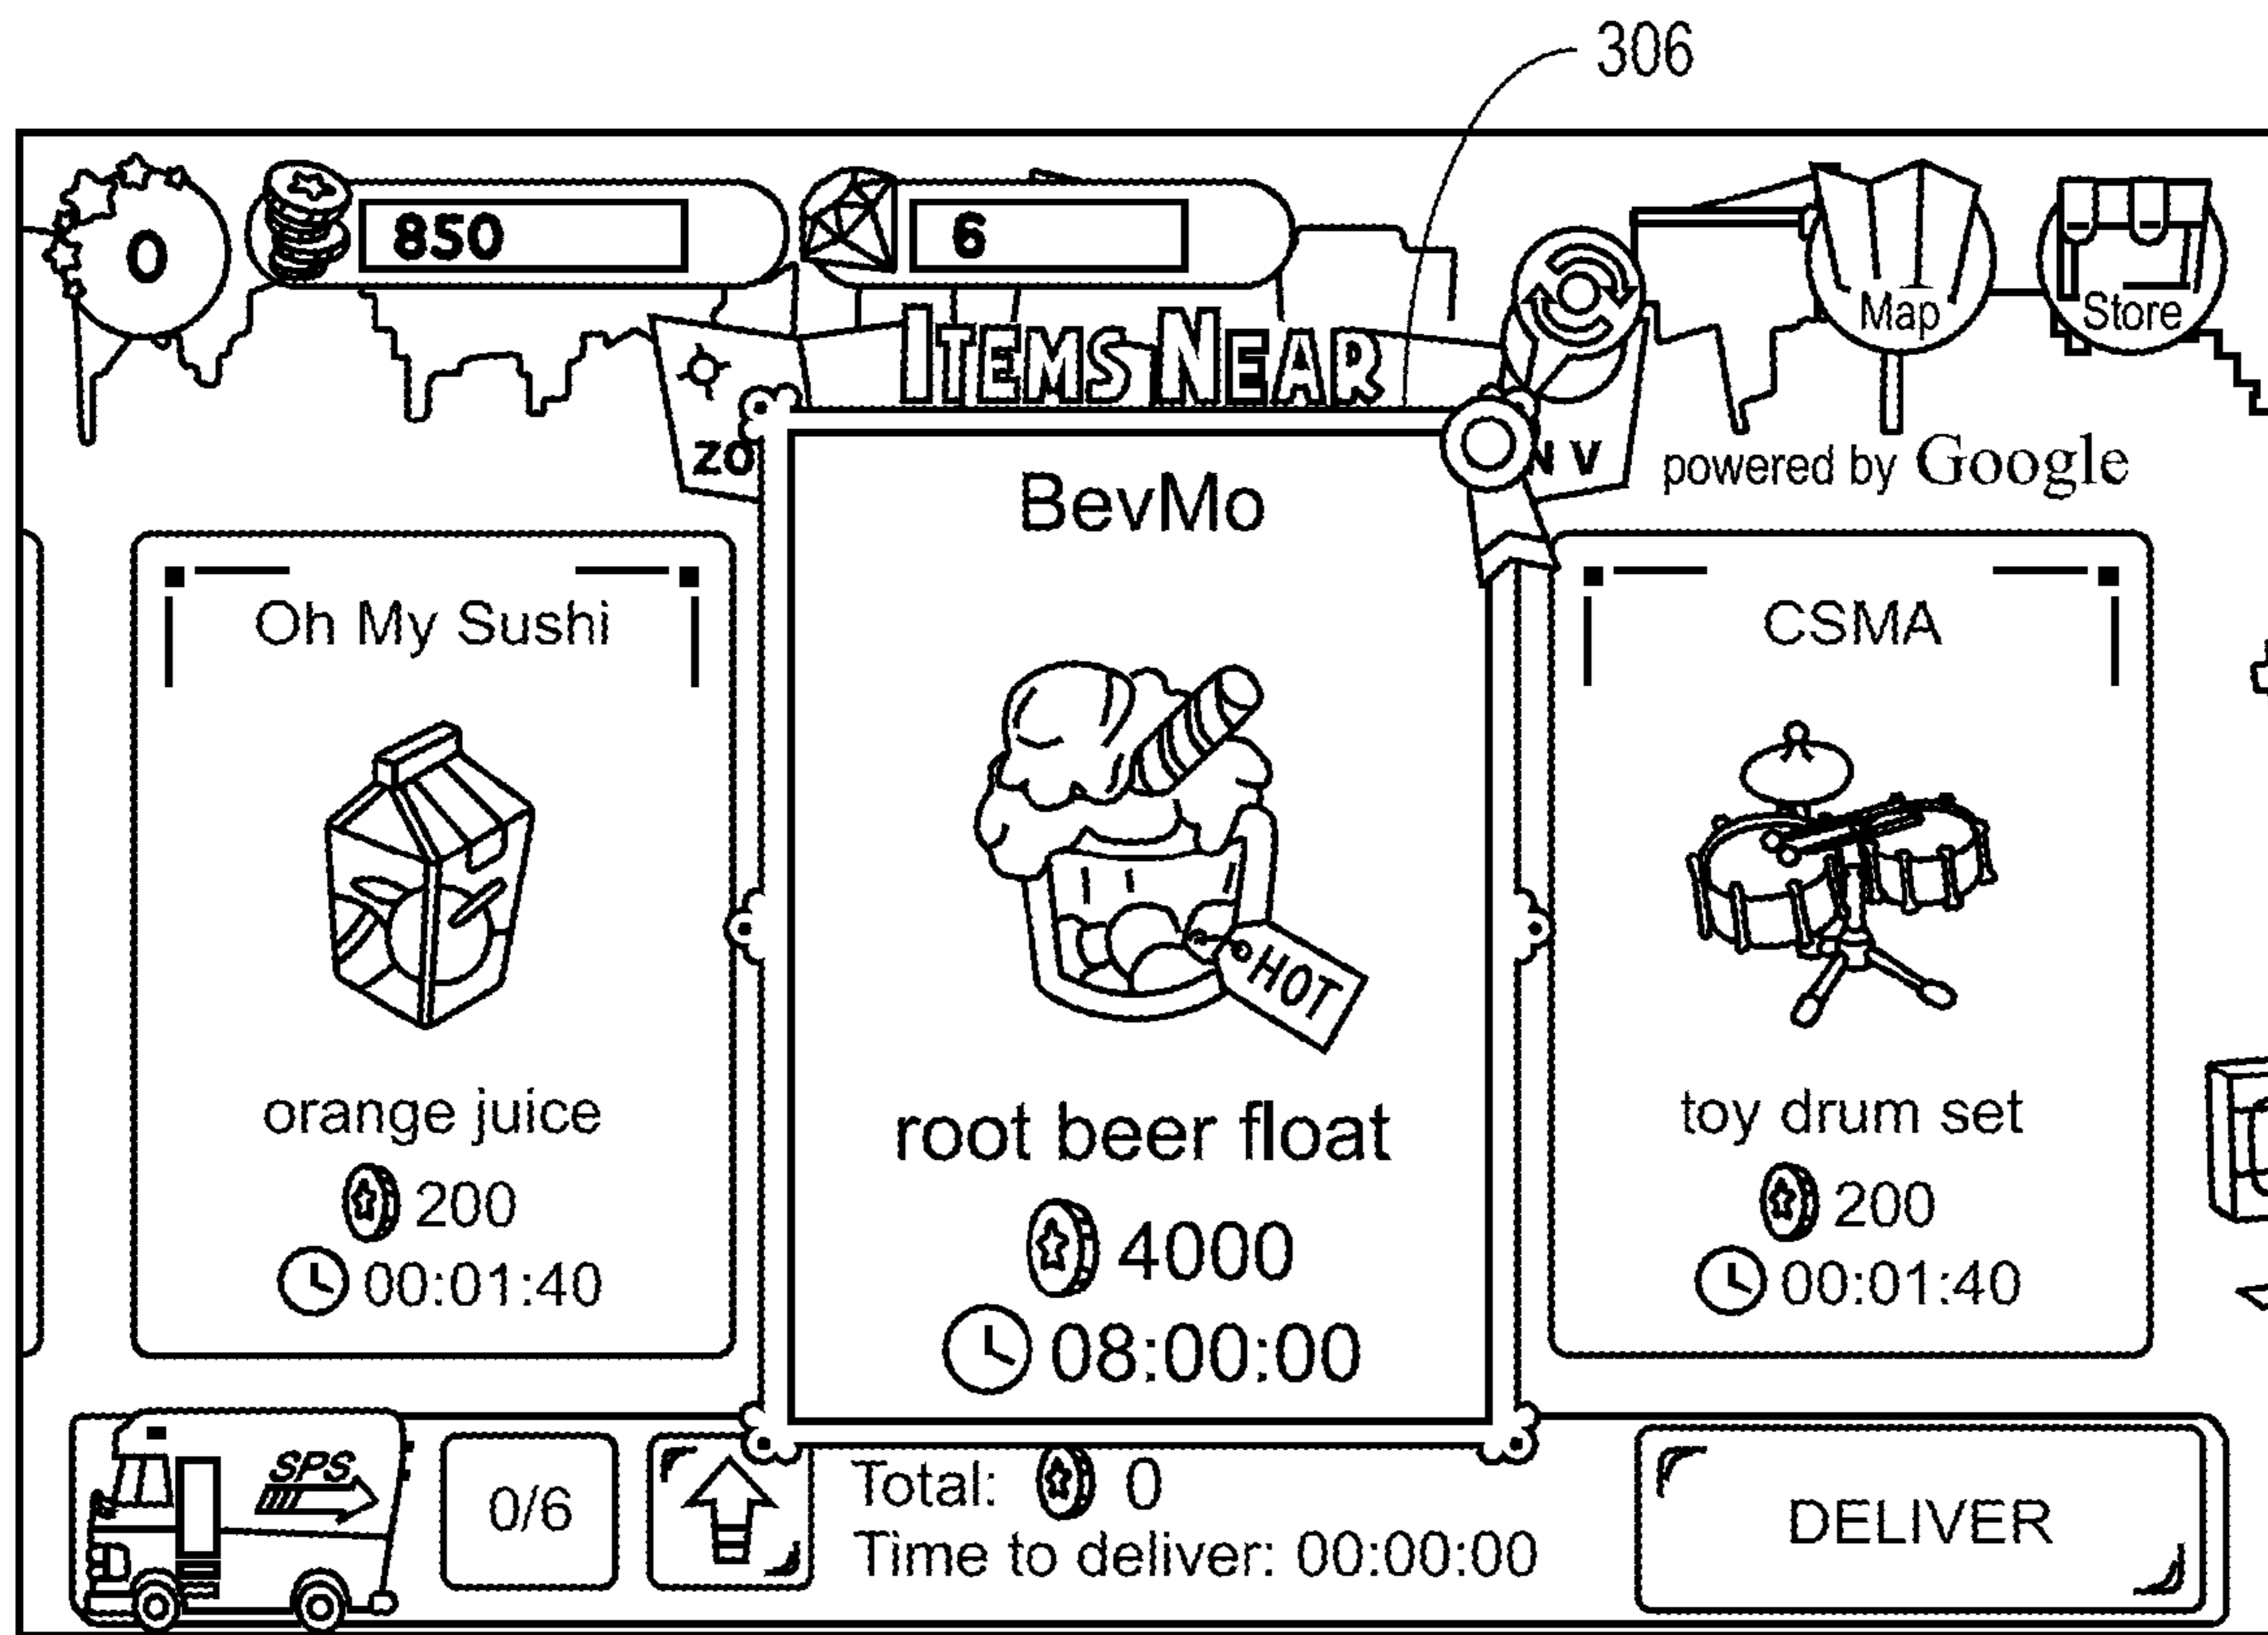 306
0
850
6
Map
Store
ITEMS NEAR
ZO
N V
powered by Google
BevMo
Oh My Sushi
CSMA
HOT
orange juice
root beer float
toy drum set
200
4000
200
00:01:40
08:00:00
00:01:40
SPS
0/6
Total: 0
Time to deliver: 00:00:00
DELIVER